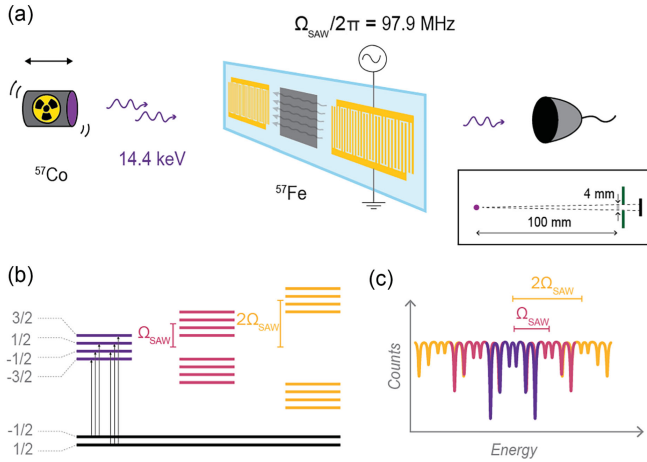 (a)
Ω_SAW/2π = 97.9 MHz
⁵⁷Co
14.4 keV
⁵⁷Fe
4 mm
100 mm
(b)
3/2
1/2
-1/2
-3/2
-1/2
1/2
Ω_SAW
2Ω_SAW
(c)
2Ω_SAW
Ω_SAW
Counts
Energy